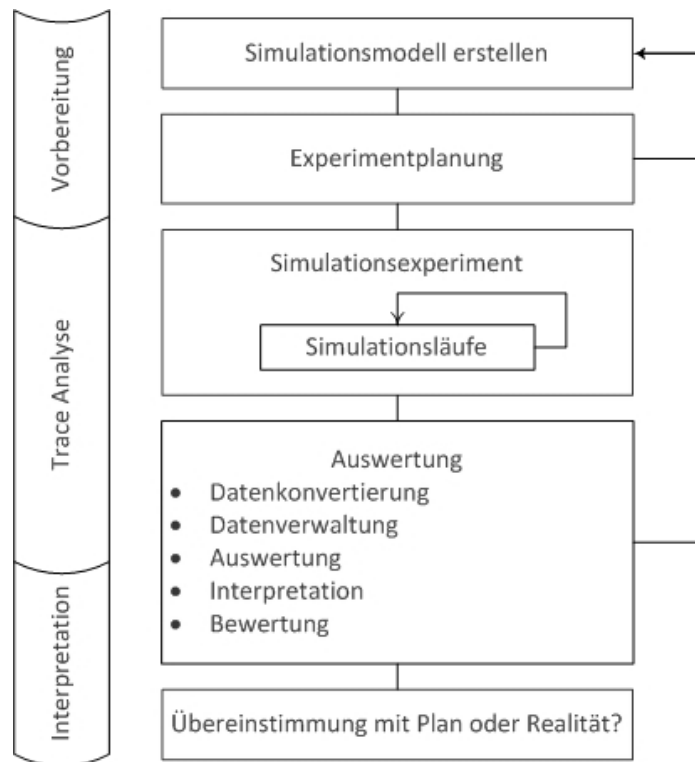 Vorbereitung
Simulationsmodell erstellen
Experimentplanung
Trace Analyse
Simulationsexperiment
Simulationsläufe
Auswertung
• Datenkonvertierung
• Datenverwaltung
• Auswertung
• Interpretation
• Bewertung
Interpretation
Übereinstimmung mit Plan oder Realität?